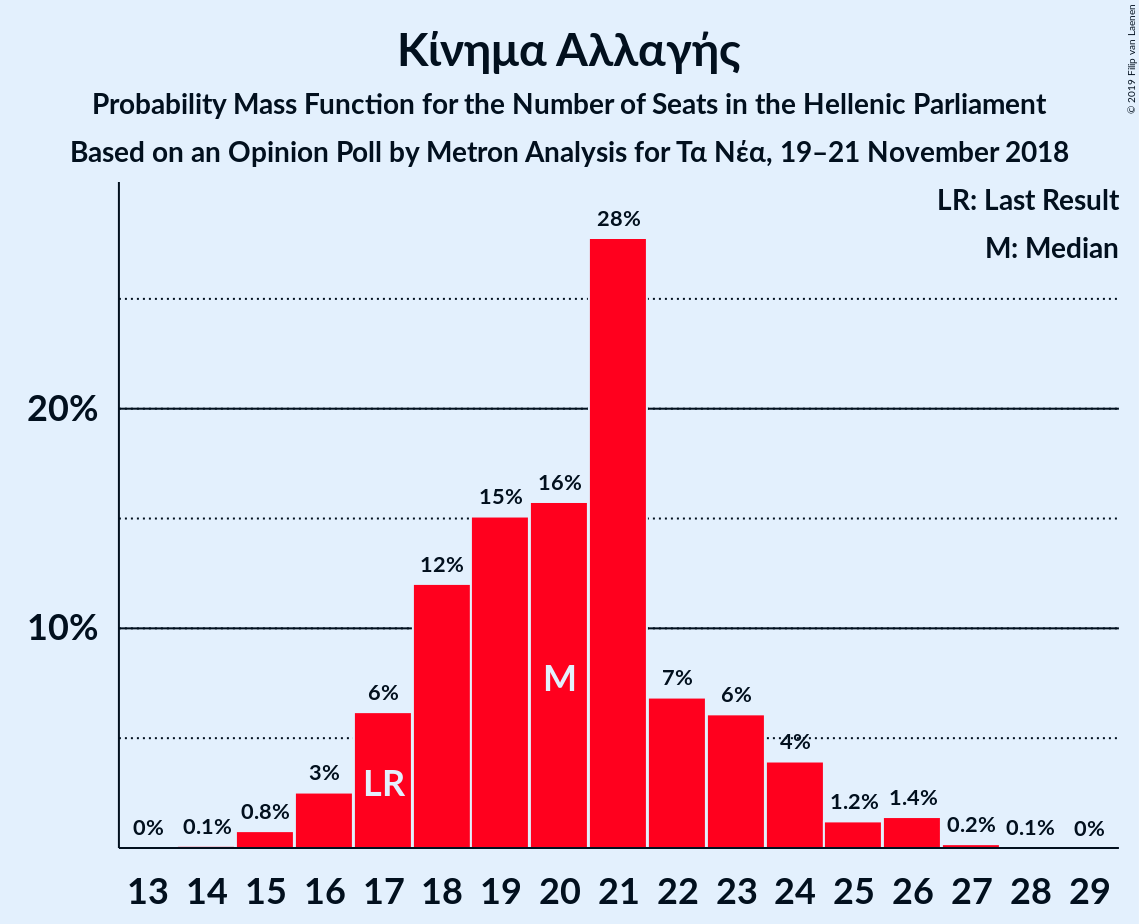 Κίνημα Αλλαγής
Probability Mass Function for the Number of Seats in the Hellenic Parliament
Based on an Opinion Poll by Metron Analysis for Τα Νέα, 19–21 November 2018
© 2019 Filip van Laenen
LR: Last Result
M: Median
20%
10%
0%
0.1%
0.8%
3%
6%
12%
15%
16%
28%
7%
6%
4%
1.2%
1.4%
0.2%
0.1%
0%
LR
M
13 14 15 16 17 18 19 20 21 22 23 24 25 26 27 28 29